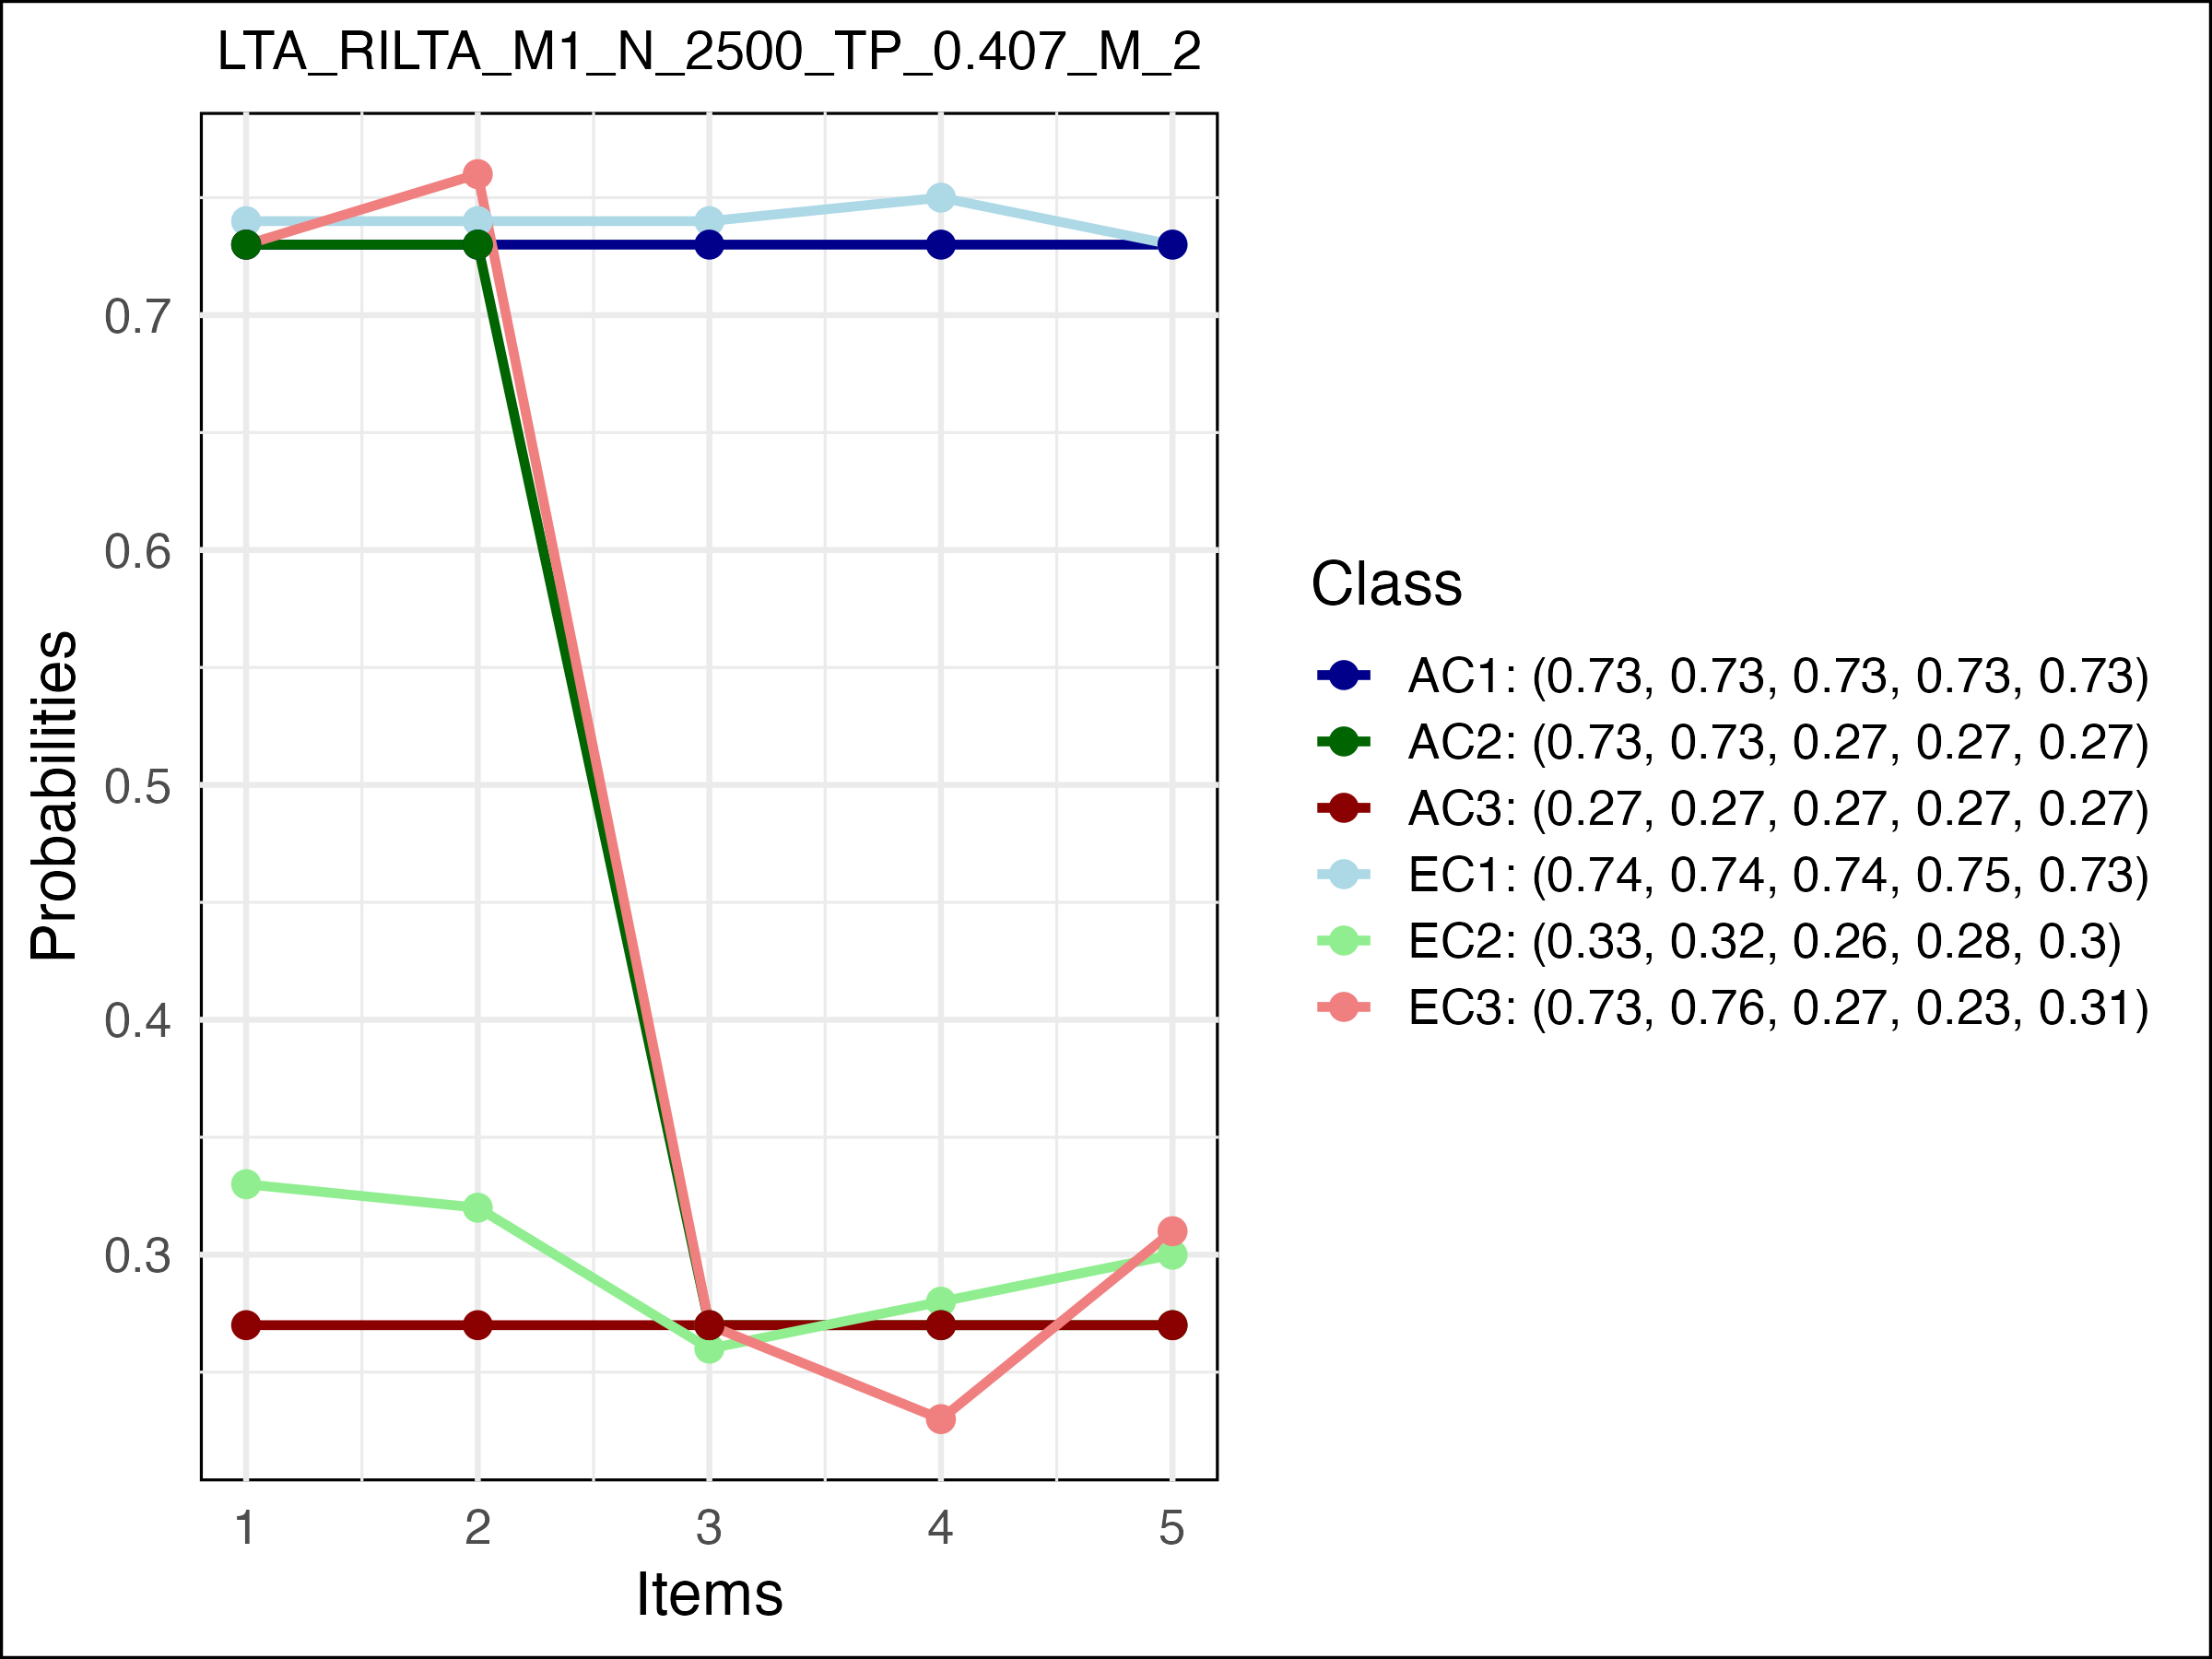 LTA_RILTA_M1_N_2500_TP_0.407_M_2
Probabilities
0.7
0.6
0.5
0.4
0.3
1 2 3 4 5
Items
Class
AC1: (0.73, 0.73, 0.73, 0.73, 0.73)
AC2: (0.73, 0.73, 0.27, 0.27, 0.27)
AC3: (0.27, 0.27, 0.27, 0.27, 0.27)
EC1: (0.74, 0.74, 0.74, 0.75, 0.73)
EC2: (0.33, 0.32, 0.26, 0.28, 0.3)
EC3: (0.73, 0.76, 0.27, 0.23, 0.31)